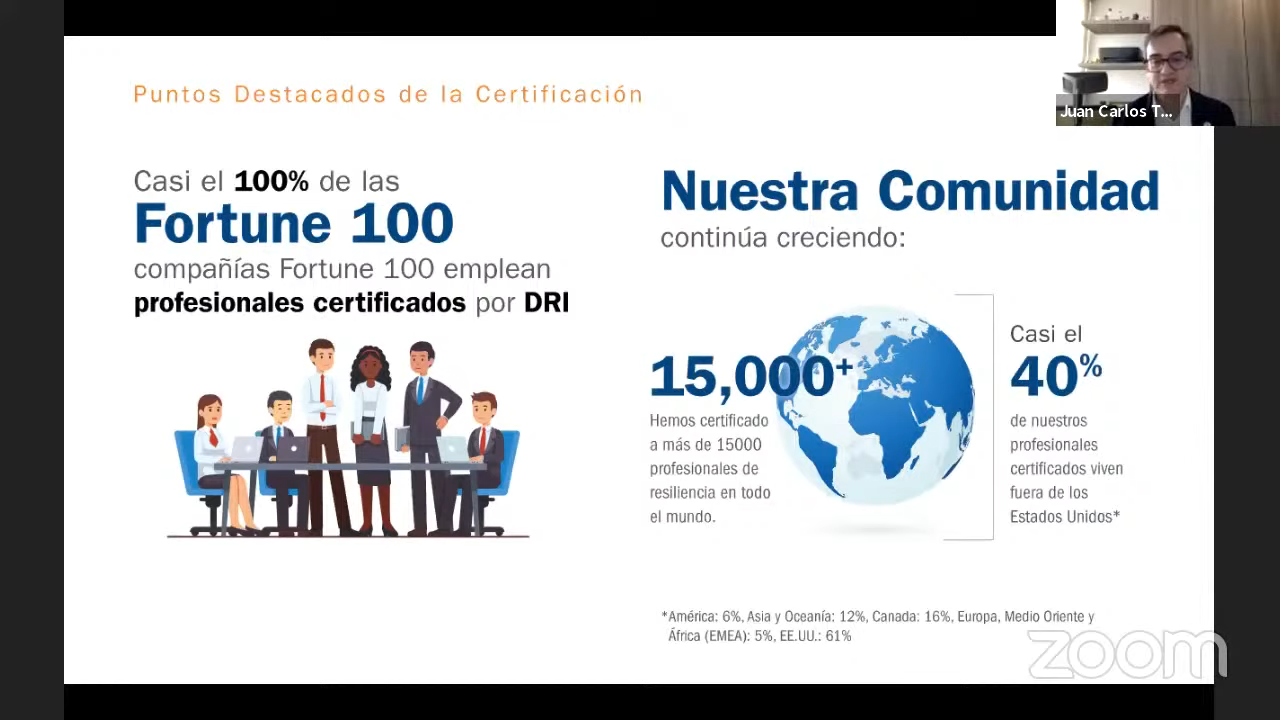 Puntos Destacados de la Certificación
Casi el 100% de las
Fortune 100
compañías Fortune 100 emplean
profesionales certificados por DRI
Nuestra Comunidad
continúa creciendo:
15,000+
Hemos certificado
a más de 15000
profesionales de
resiliencia en todo
el mundo.
Casi el
40%
de nuestros
profesionales
certificados viven
fuera de los
Estados Unidos*
*América: 6%, Asia y Oceanía: 12%, Canada: 16%, Europa, Medio Oriente y
África (EMEA): 5%, EE.UU.: 61%
Juan Carlos T...
zoom